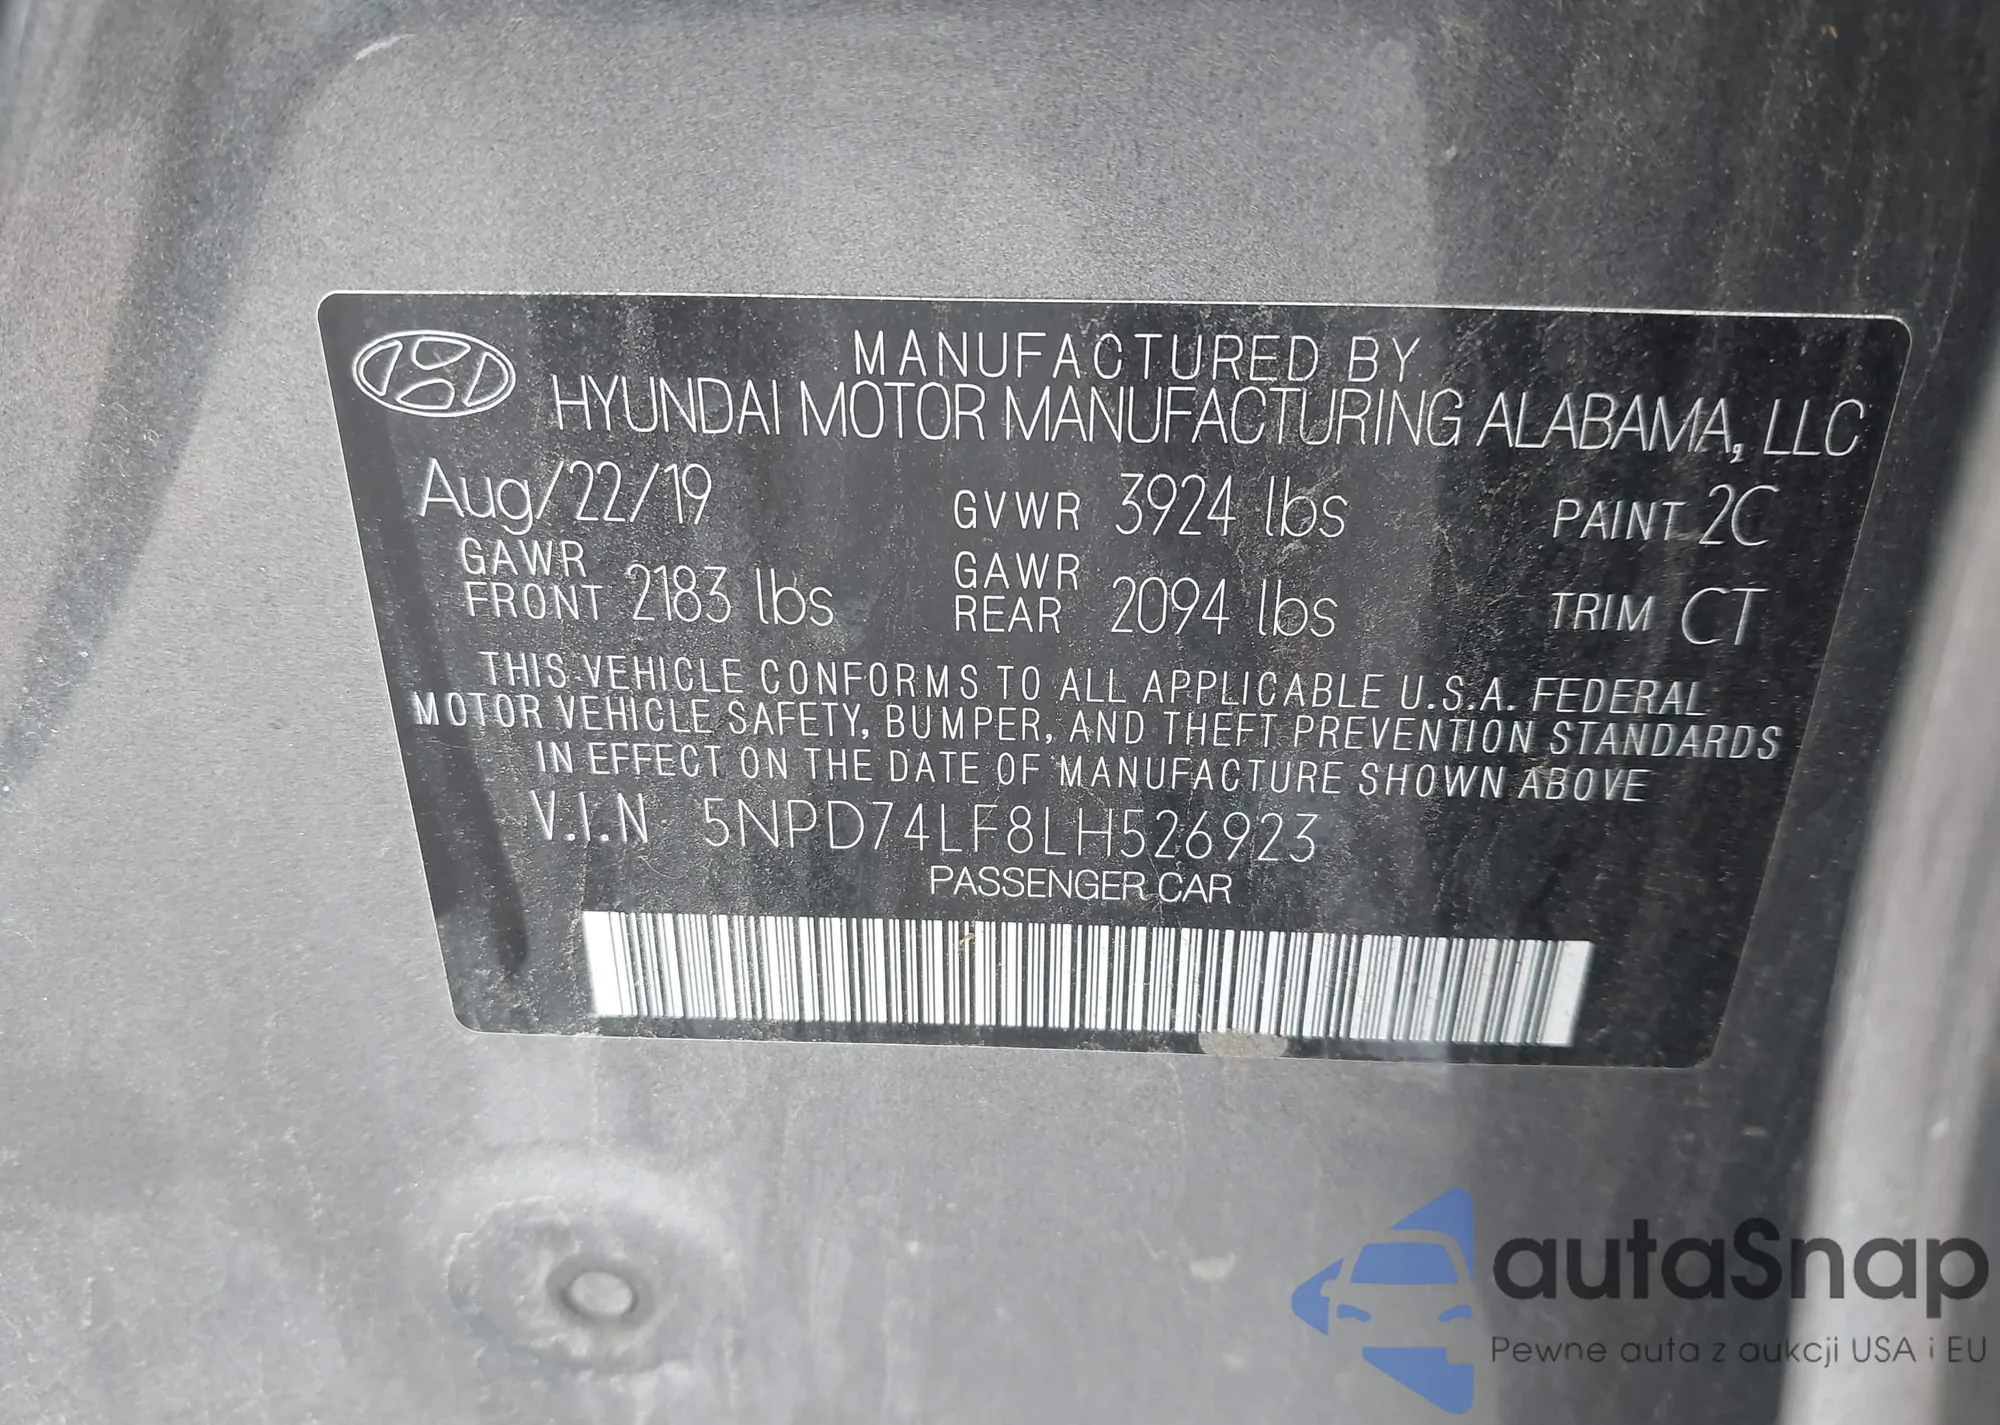 MANUFACTURED BY
HYUNDAI MOTOR MANUFACTURING ALABAMA, LLC
Aug/22/19 GVWR 3924 lbs PAINT 2C
GAWR FRONT 2183 lbs GAWR REAR 2094 lbs TRIM CT
THIS VEHICLE CONFORMS TO ALL APPLICABLE U.S.A. FEDERAL
MOTOR VEHICLE SAFETY, BUMPER, AND THEFT PREVENTION STANDARDS
IN EFFECT ON THE DATE OF MANUFACTURE SHOWN ABOVE
V.I.N 5NPD74LF8LH526923
PASSENGER CAR
autaSnap
Pewne auta z aukcji USA i EU